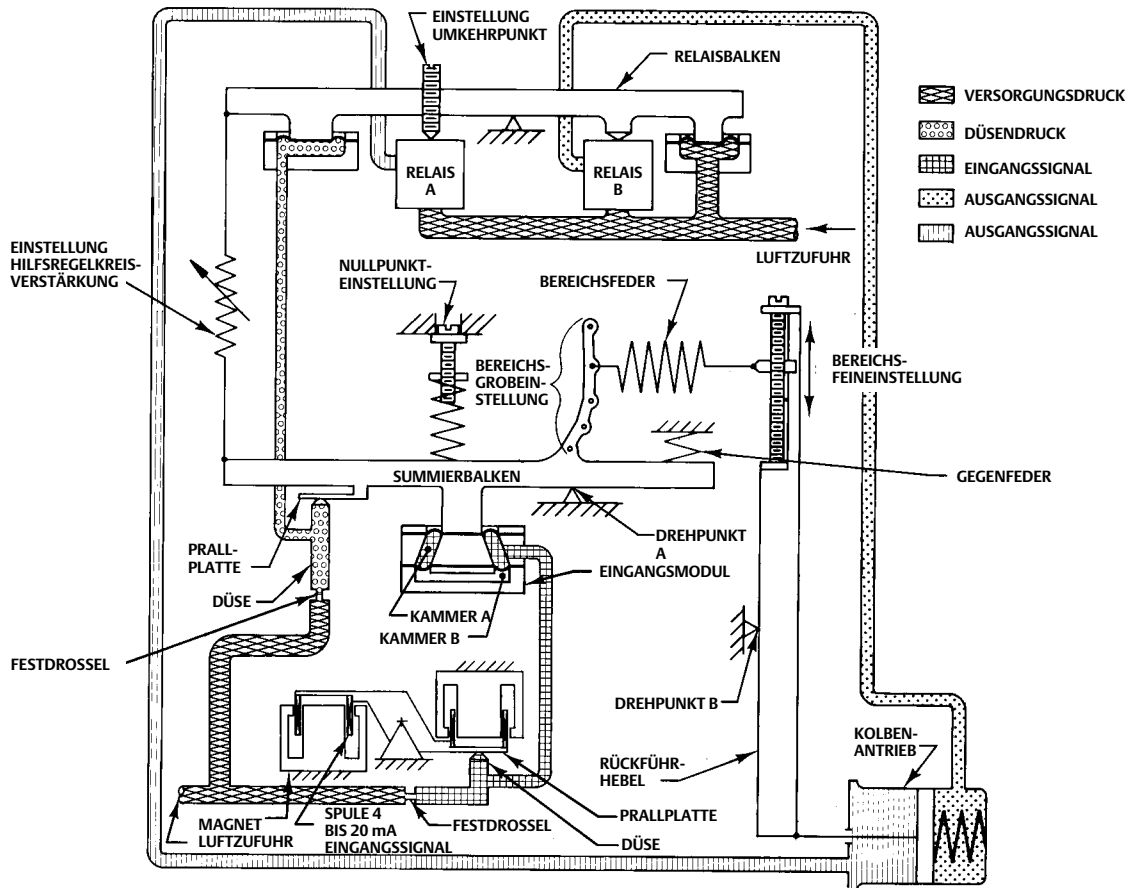 EINSTELLUNG
UMKEHRPUNKT
RELAISBALKEN
VERSORGUNGSDRUCK
DÜSENDRUCK
EINGANGSSIGNAL
AUSGANGSSIGNAL
AUSGANGSSIGNAL
RELAIS
A
RELAIS
B
LUFTZUFUHR
EINSTELLUNG
HILFSREGELKREIS-
VERSTÄRKUNG
NULLPUNKT-
EINSTELLUNG
BEREICHSFEDER
BEREICHS-
GROBEIN-
STELLUNG
BEREICHS-
FEINEINSTELLUNG
SUMMIERBALKEN
GEGENFEDER
PRALL-
PLATTE
DREHPUNKT
A
EINGANGSMODUL
DÜSE
KAMMER A
KAMMER B
FESTDROSSEL
DREHPUNKT B
KOLBEN-
ANTRIEB
RÜCKFÜHR-
HEBEL
MAGNET
LUFTZUFUHR
SPULE 4
BIS 20 mA
EINGANGSSIGNAL
FESTDROSSEL
PRALLPLATTE
DÜSE